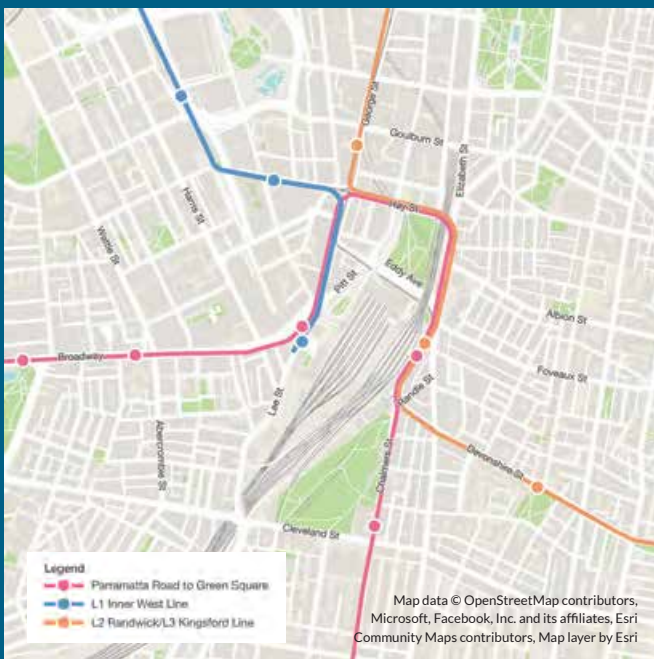 George St
Goulburn St
Elizabeth St
Hay St
Harris St
Wattle St
Pitt St
Eddy Ave
Albion St
Broadway
Foveaux St
Randle St
Lee St
Abercrombie St
Chalmers St
Devonshire St
Cleveland St
Legend
Parramatta Road to Green Square
L1 Inner West Line
L2 Randwick/L3 Kingsford Line
Map data © OpenStreetMap contributors,
Microsoft, Facebook, Inc. and its affiliates, Esri
Community Maps contributors, Map layer by Esri